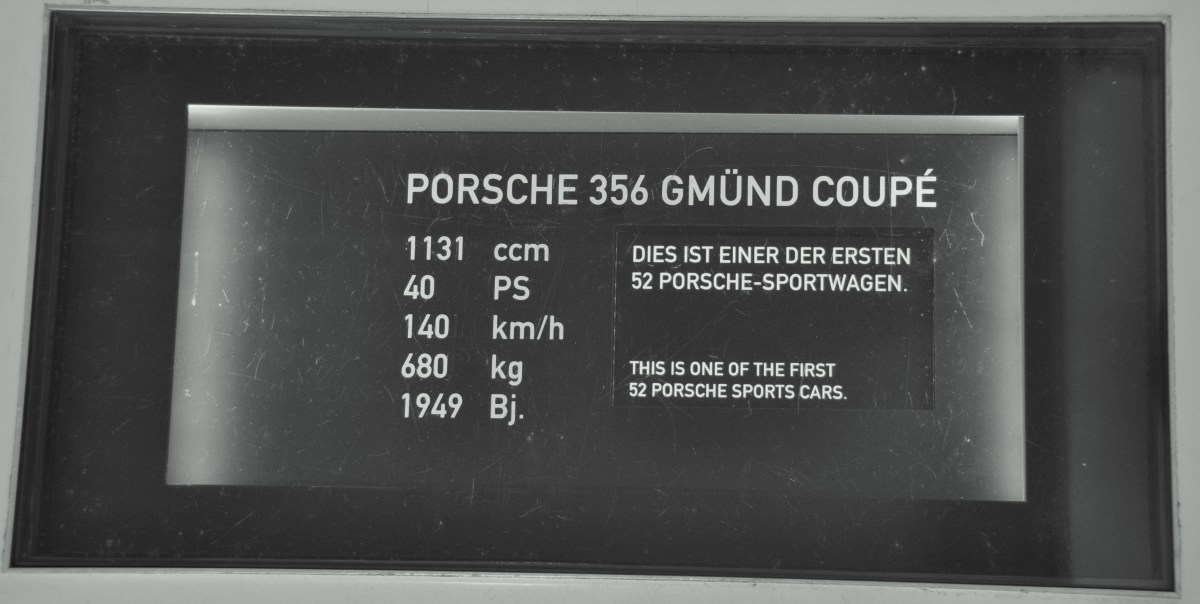 PORSCHE 356 GMÜND COUPÉ
1131 ccm
40 PS
140 km/h
680 kg
1949 Bj.
DIES IST EINER DER ERSTEN
52 PORSCHE-SPORTWAGEN.
THIS IS ONE OF THE FIRST
52 PORSCHE SPORTS CARS.